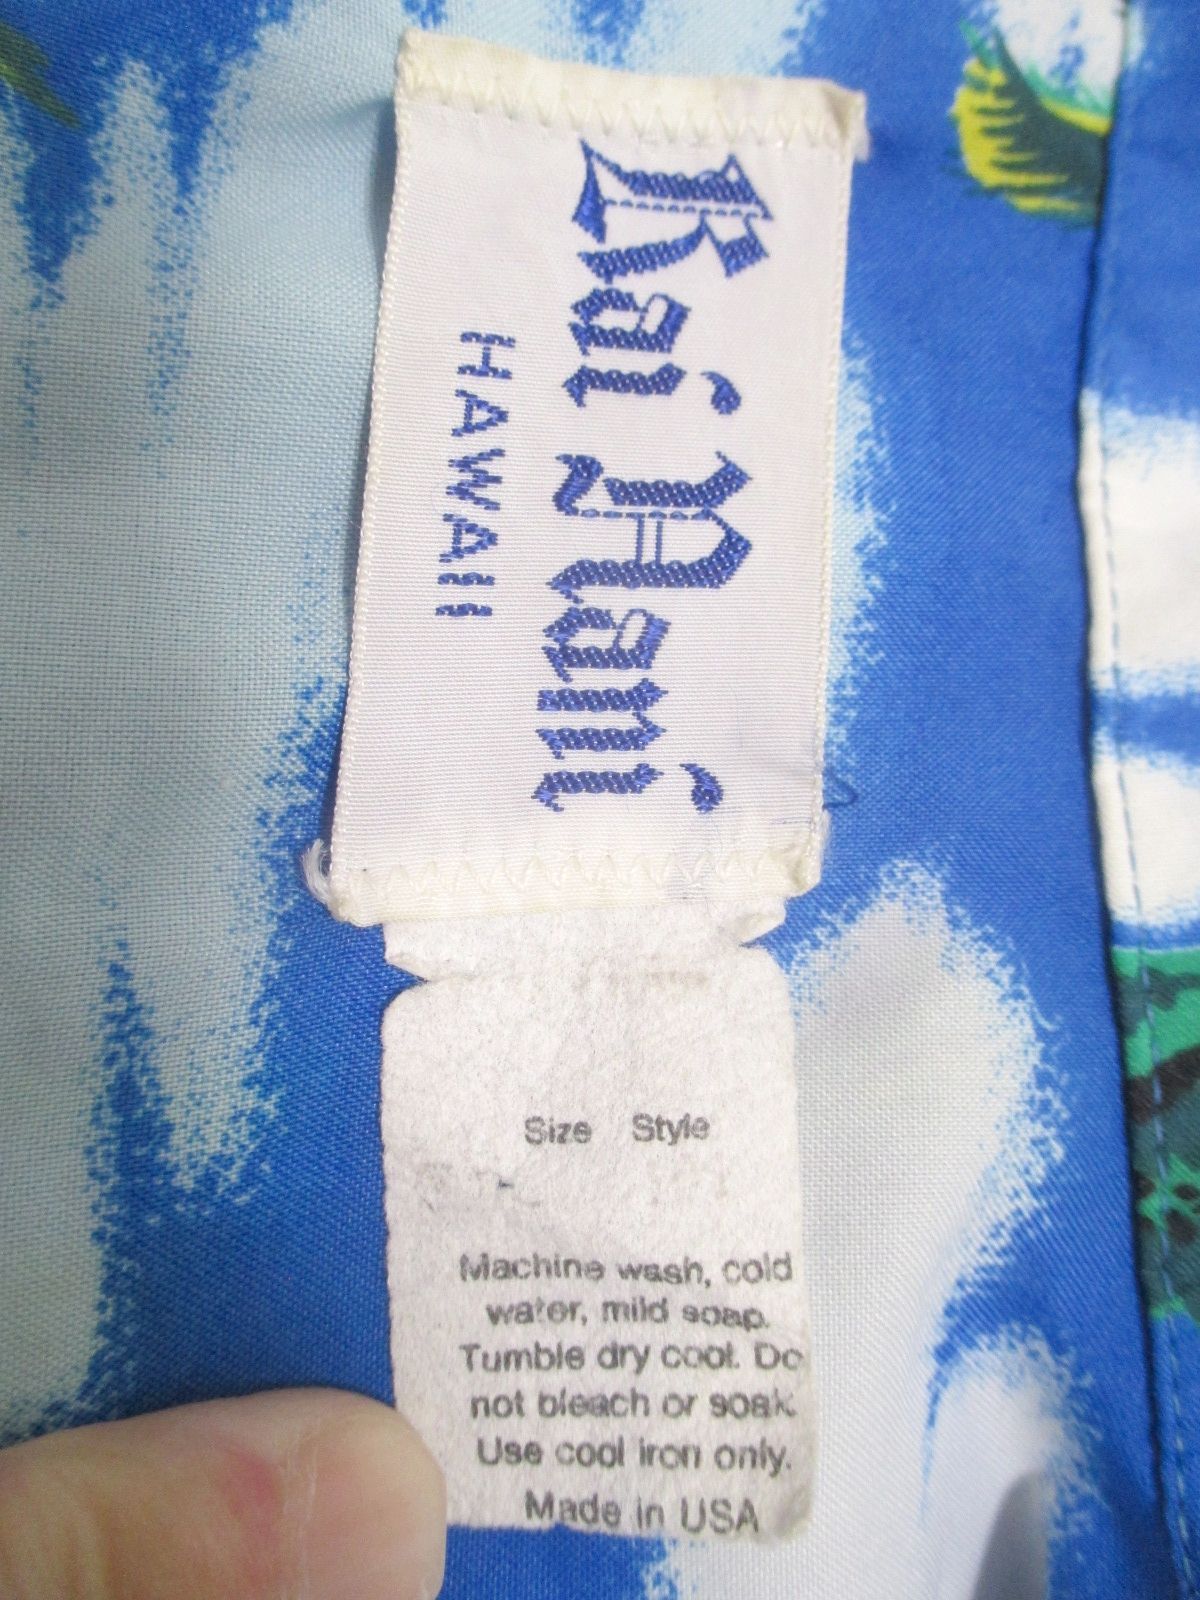 Kai Nani
HAWAII
Size Style
Machine wash, cold
water, mild soap.
Tumble dry cool. Do
not bleach or soak.
Use cool iron only.
Made in USA